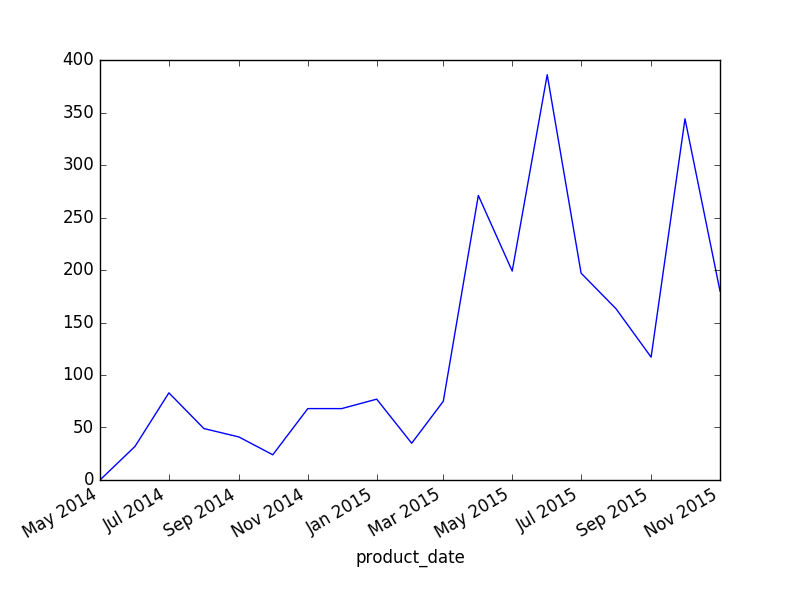 400
350
300
250
200
150
100
50
0
May 2014
Jul 2014
Sep 2014
Nov 2014
Jan 2015
Mar 2015
May 2015
Jul 2015
Sep 2015
Nov 2015
product_date